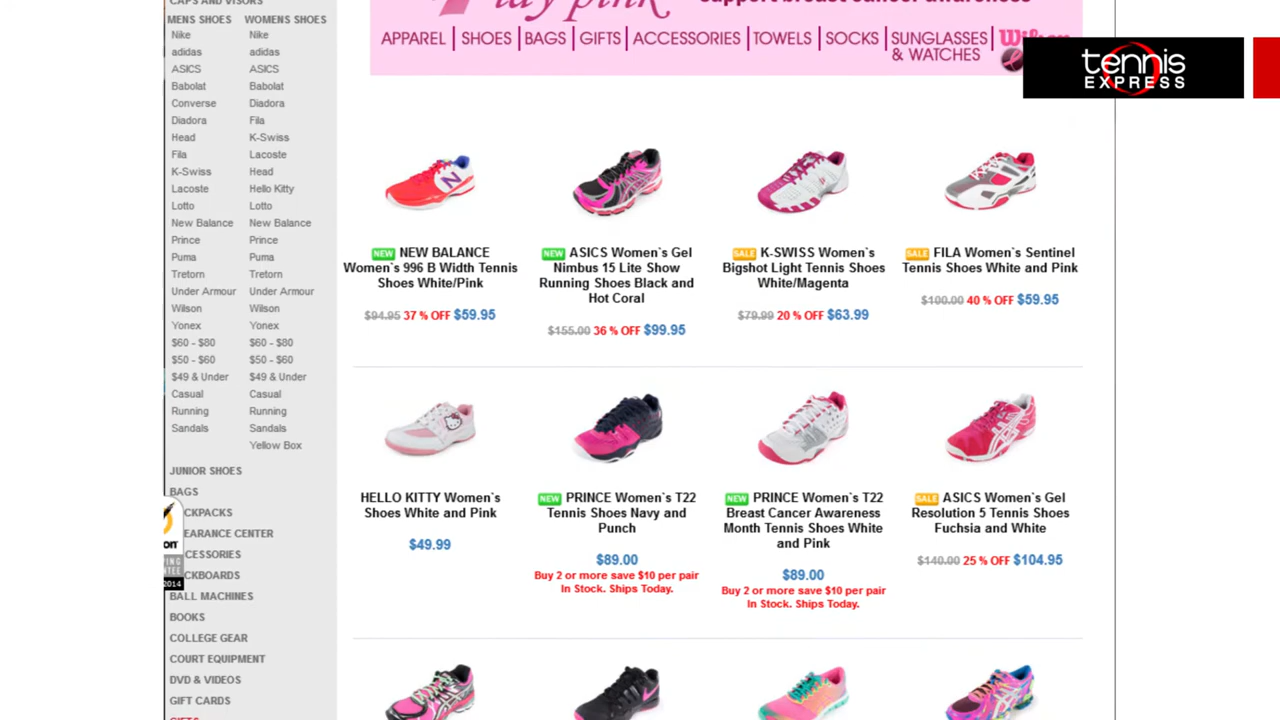 CAPS AND VISORS
MENS SHOES WOMENS SHOES
Nike Nike
adidas adidas
ASICS ASICS
Babolat Babolat
Converse Diadora
Diadora Fila
Head K-Swiss
Fila Lacoste
K-Swiss Head
Lacoste Hello Kitty
Lotto Lotto
New Balance New Balance
Prince Prince
Puma Puma
Tretorn Tretorn
Under Armour Under Armour
Wilson Wilson
Yonex Yonex
$60 - $80 $60 - $80
$50 - $60 $50 - $60
$49 & Under $49 & Under
Casual Casual
Running Running
Sandals Sandals
Yellow Box
JUNIOR SHOES
BAGS
CKPACKS
EARANCE CENTER
CESSORIES
CKBOARDS
BALL MACHINES
BOOKS
COLLEGE GEAR
COURT EQUIPMENT
DVD & VIDEOS
GIFT CARDS
GIFTS
on
2014
play pink
support breast cancer awareness
APPAREL SHOES BAGS GIFTS ACCESSORIES TOWELS SOCKS SUNGLASSES
& WATCHES
Wilson
tennis
EXPRESS
NEW NEW BALANCE
Women`s 996 B Width Tennis
Shoes White/Pink
$94.95 37 % OFF $59.95
NEW ASICS Women`s Gel
Nimbus 15 Lite Show
Running Shoes Black and
Hot Coral
$155.00 36 % OFF $99.95
SALE K-SWISS Women`s
Bigshot Light Tennis Shoes
White/Magenta
$79.99 20 % OFF $63.99
SALE FILA Women`s Sentinel
Tennis Shoes White and Pink
$100.00 40 % OFF $59.95
HELLO KITTY Women`s
Shoes White and Pink
$49.99
NEW PRINCE Women`s T22
Tennis Shoes Navy and
Punch
$89.00
Buy 2 or more save $10 per pair
In Stock. Ships Today.
NEW PRINCE Women`s T22
Breast Cancer Awareness
Month Tennis Shoes White
and Pink
$89.00
Buy 2 or more save $10 per pair
In Stock. Ships Today.
SALE ASICS Women`s Gel
Resolution 5 Tennis Shoes
Fuchsia and White
$140.00 25 % OFF $104.95